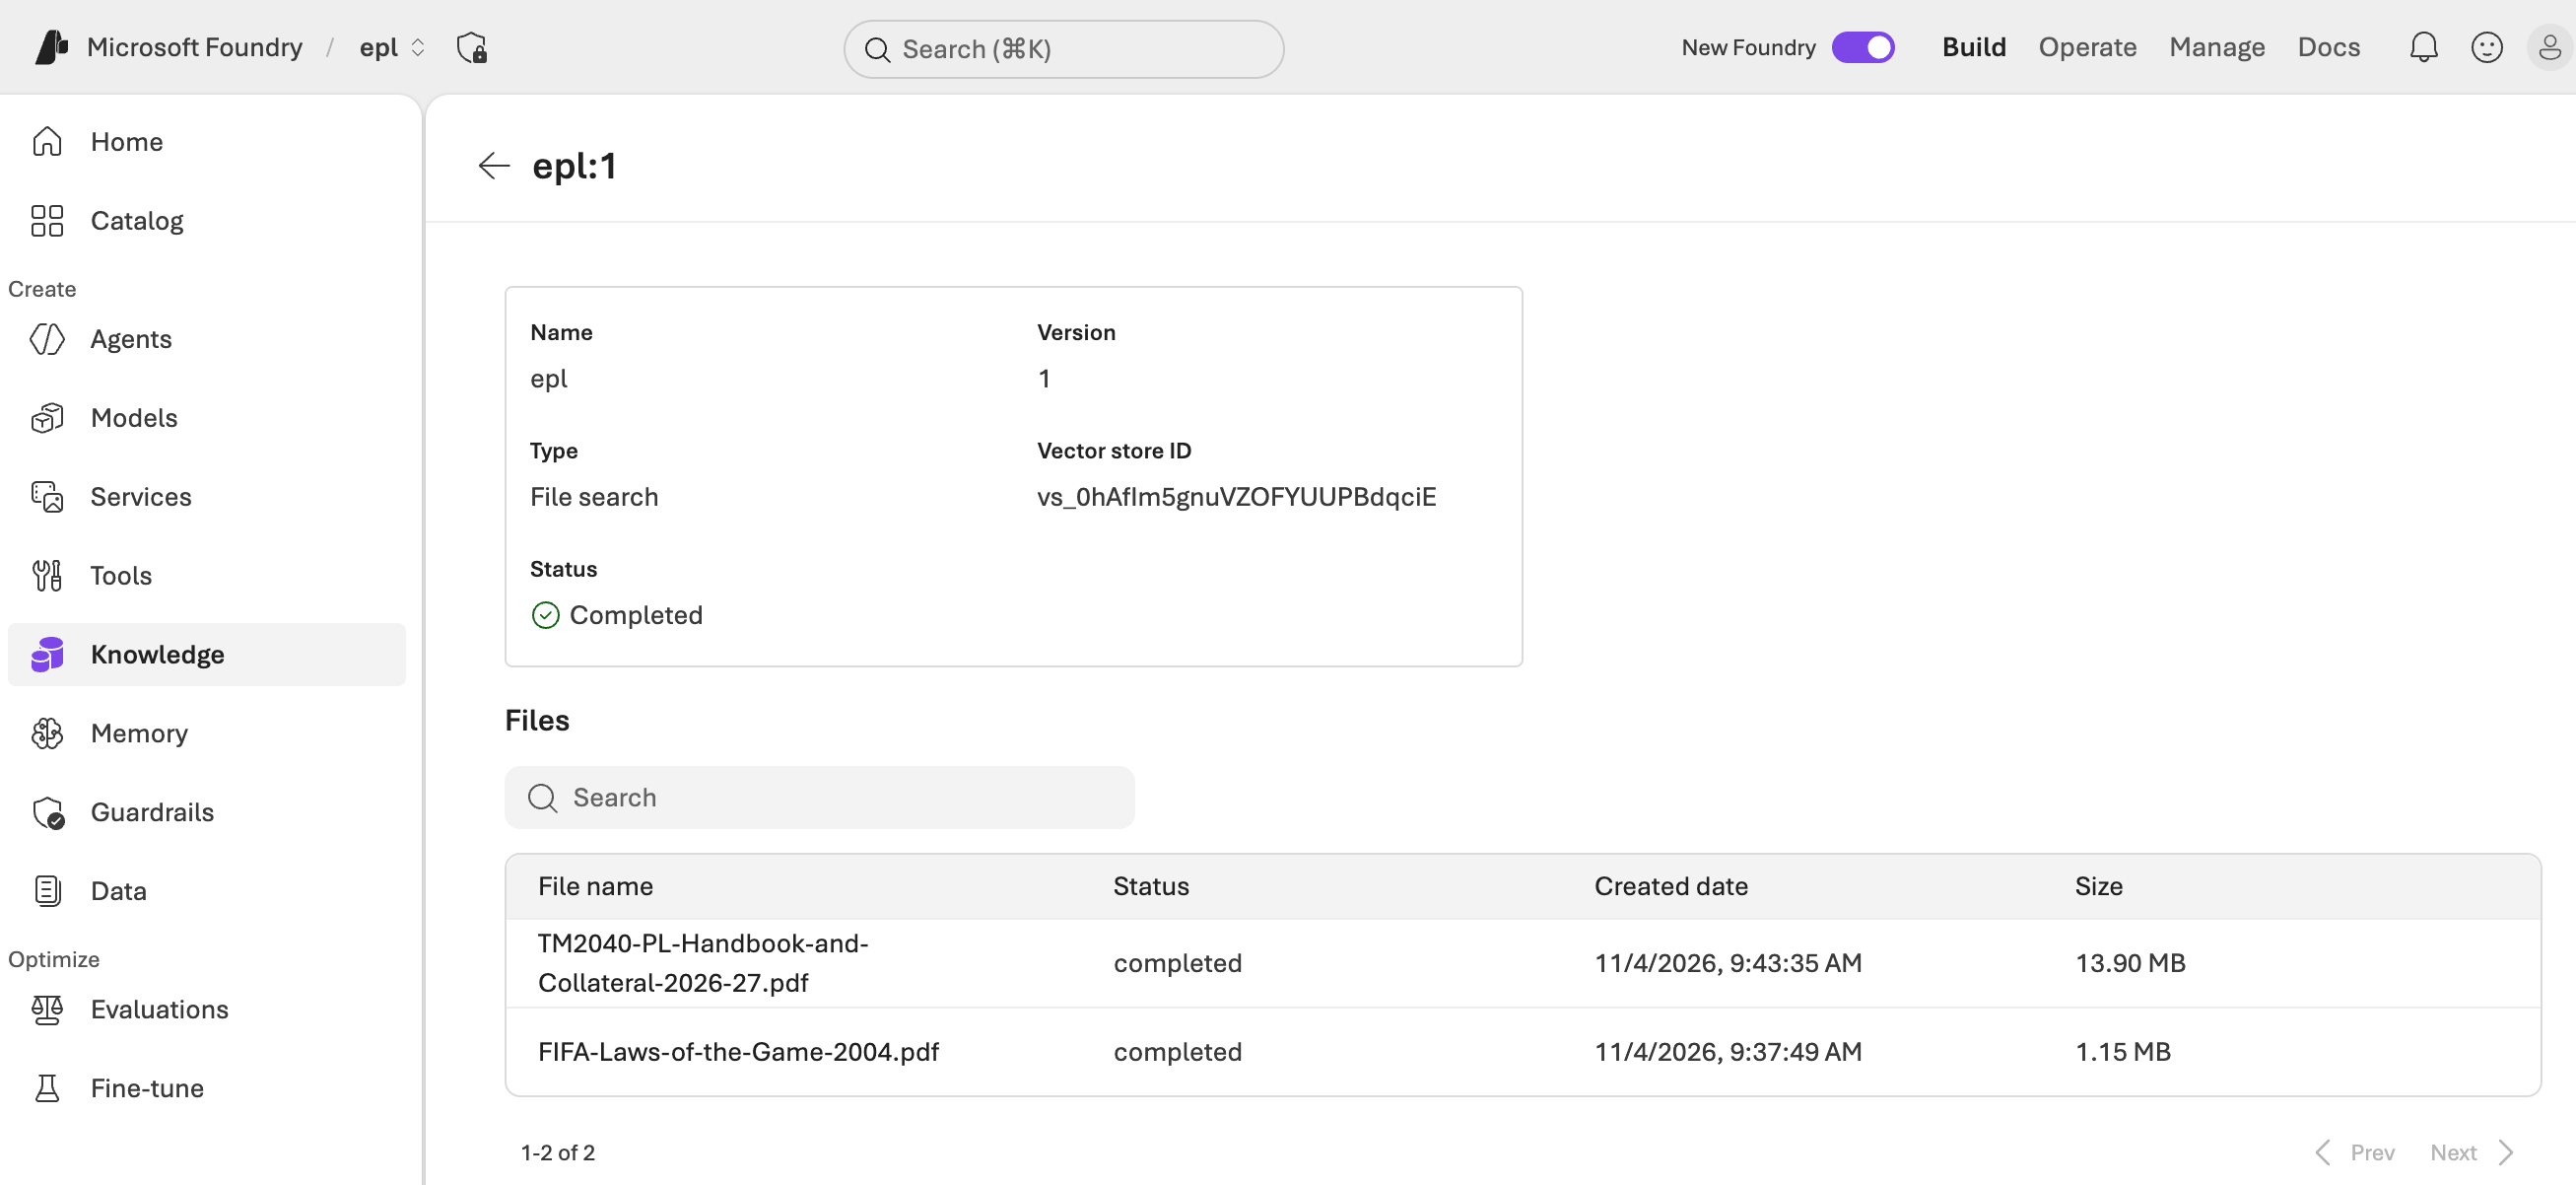 Microsoft Foundry / epl
Search (⌘K)
New Foundry
Build
Operate
Manage
Docs
Home
Catalog
Create
Agents
Models
Services
Tools
Knowledge
Memory
Guardrails
Data
Optimize
Evaluations
Fine-tune
epl:1
Name
epl
Version
1
Type
File search
Vector store ID
vs_0hAfIm5gnuVZOFYUUPBdqciE
Status
Completed
Files
Search
File name Status Created date Size
TM2040-PL-Handbook-and-
Collateral-2026-27.pdf completed 11/4/2026, 9:43:35 AM 13.90 MB
FIFA-Laws-of-the-Game-2004.pdf completed 11/4/2026, 9:37:49 AM 1.15 MB
1-2 of 2
Prev
Next